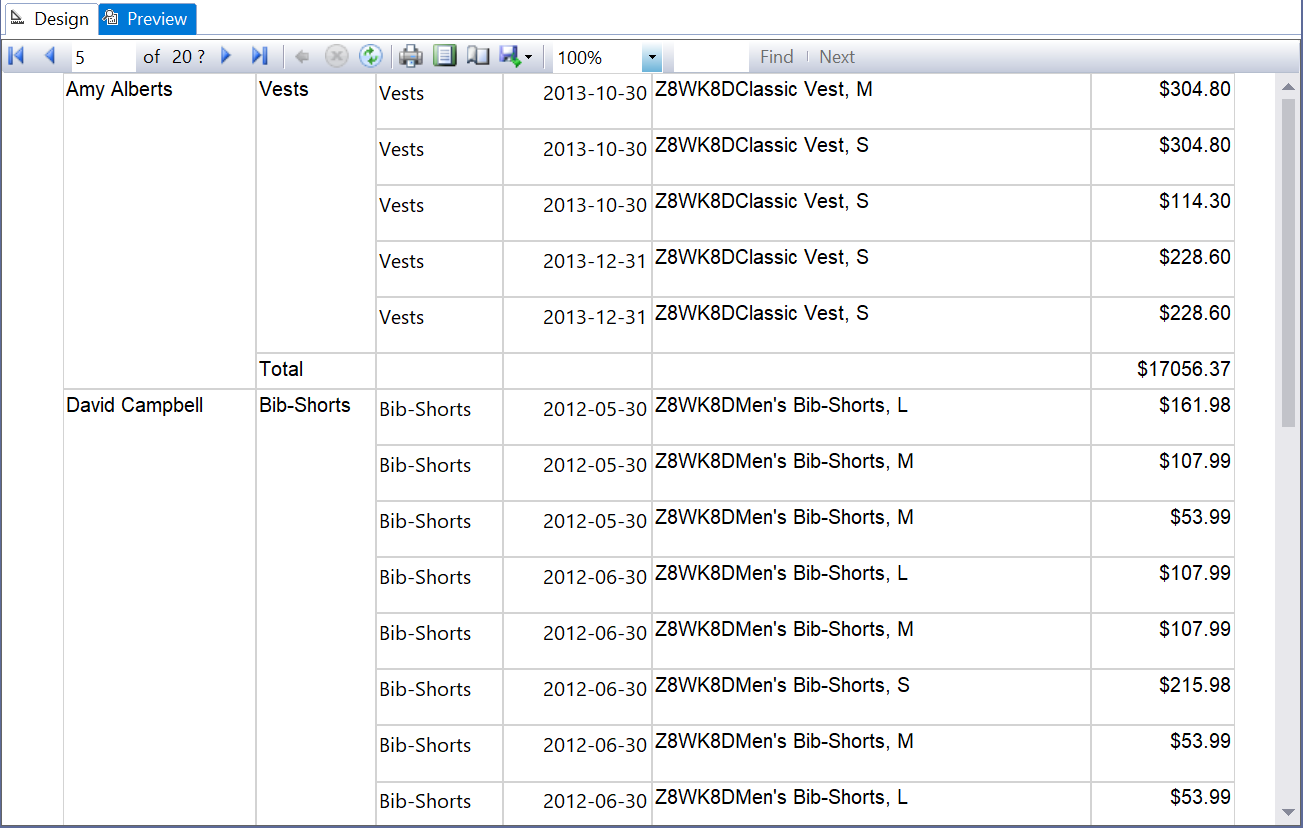 Design Preview
5 of 20 ? 100% Find Next
Amy Alberts Vests Vests 2013-10-30 Z8WK8DClassic Vest, M $304.80
Vests 2013-10-30 Z8WK8DClassic Vest, S $304.80
Vests 2013-10-30 Z8WK8DClassic Vest, S $114.30
Vests 2013-12-31 Z8WK8DClassic Vest, S $228.60
Vests 2013-12-31 Z8WK8DClassic Vest, S $228.60
Total $17056.37
David Campbell Bib-Shorts Bib-Shorts 2012-05-30 Z8WK8DMen's Bib-Shorts, L $161.98
Bib-Shorts 2012-05-30 Z8WK8DMen's Bib-Shorts, M $107.99
Bib-Shorts 2012-05-30 Z8WK8DMen's Bib-Shorts, M $53.99
Bib-Shorts 2012-06-30 Z8WK8DMen's Bib-Shorts, L $107.99
Bib-Shorts 2012-06-30 Z8WK8DMen's Bib-Shorts, M $107.99
Bib-Shorts 2012-06-30 Z8WK8DMen's Bib-Shorts, S $215.98
Bib-Shorts 2012-06-30 Z8WK8DMen's Bib-Shorts, M $53.99
Bib-Shorts 2012-06-30 Z8WK8DMen's Bib-Shorts, L $53.99